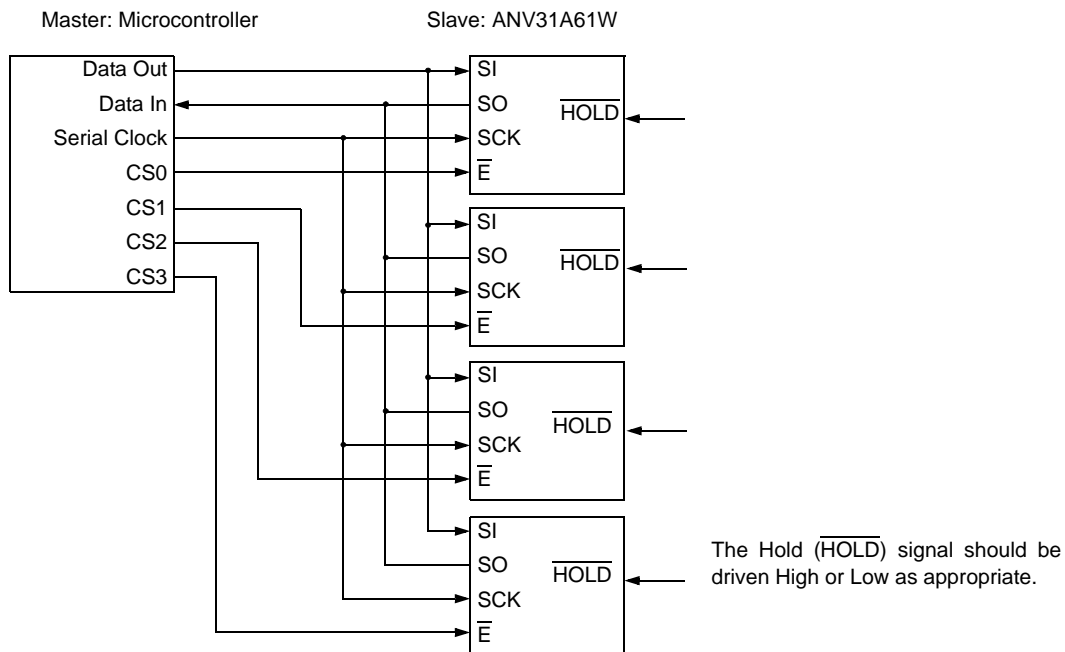 Master: Microcontroller
Slave: ANV31A61W
Data Out
Data In
Serial Clock
CS0
CS1
CS2
CS3
SI
SO
SCK
E
HOLD
SI
SO
SCK
E
HOLD
SI
SO
SCK
E
HOLD
SI
SO
SCK
E
HOLD
The Hold (HOLD) signal should be
driven High or Low as appropriate.